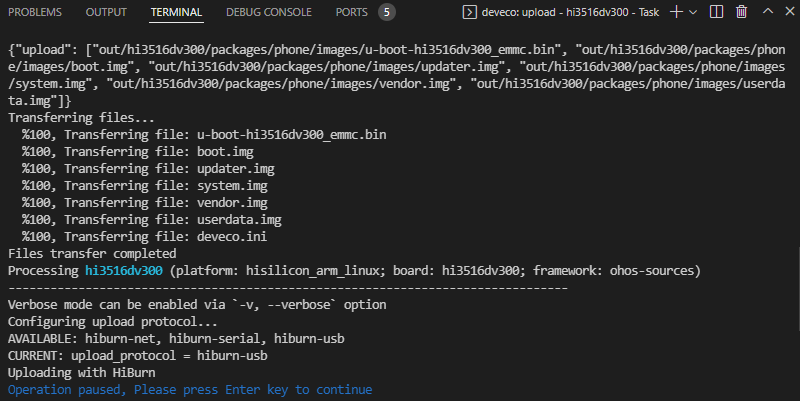 PROBLEMS OUTPUT TERMINAL DEBUG CONSOLE PORTS 5 deveco: upload - hi3516dv300 - Task
{"upload": ["out/hi3516dv300/packages/phone/images/u-boot-hi3516dv300_emmc.bin", "out/hi3516dv300/packages/phon
e/images/boot.img", "out/hi3516dv300/packages/phone/images/updater.img", "out/hi3516dv300/packages/phone/images
/system.img", "out/hi3516dv300/packages/phone/images/vendor.img", "out/hi3516dv300/packages/phone/images/userda
ta.img"]}
Transferring files...
%100, Transferring file: u-boot-hi3516dv300_emmc.bin
%100, Transferring file: boot.img
%100, Transferring file: updater.img
%100, Transferring file: system.img
%100, Transferring file: vendor.img
%100, Transferring file: userdata.img
%100, Transferring file: deveco.ini
Files transfer completed
Processing hi3516dv300 (platform: hisilicon_arm_linux; board: hi3516dv300; framework: ohos-sources)
--------------------------------------------------------------------------------
Verbose mode can be enabled via `-v, --verbose` option
Configuring upload protocol...
AVAILABLE: hiburn-net, hiburn-serial, hiburn-usb
CURRENT: upload_protocol = hiburn-usb
Uploading with HiBurn
Operation paused, Please press Enter key to continue